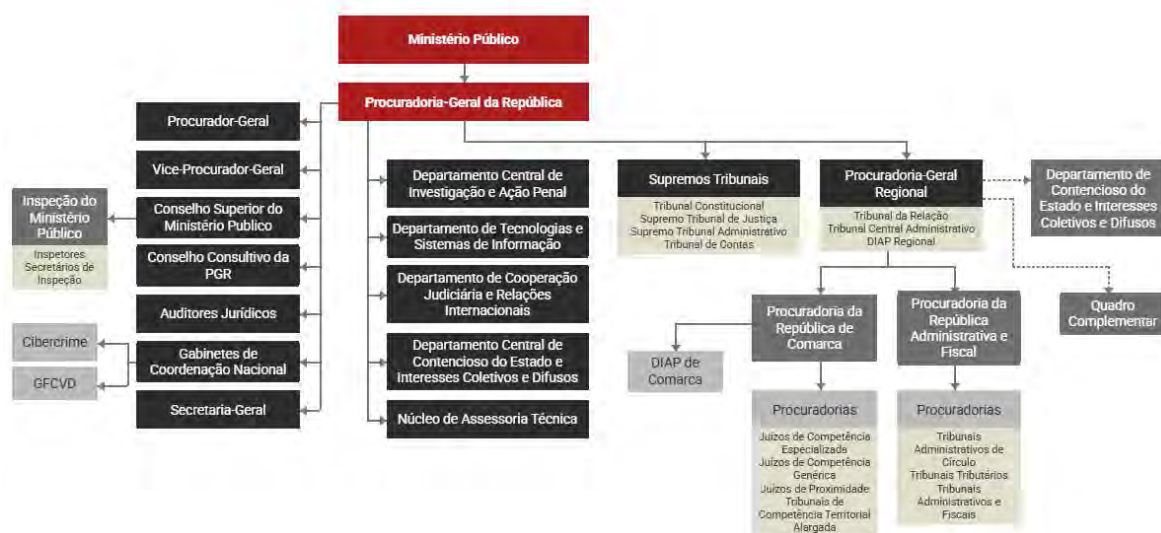 Ministério Público
Procuradoria-Geral da República
Procurador-Geral
Vice-Procurador-Geral
Conselho Superior do
Ministério Publico
Conselho Consultivo da
PGR
Auditores Jurídicos
Gabinetes de
Coordenação Nacional
Secretaria-Geral
Inspeção do
Ministério
Público
Inspetores
Secretários de
Inspeção
Cibercrime
GFCVD
Departamento Central de
Investigação e Ação Penal
Departamento de Tecnologias e
Sistemas de Informação
Departamento de Cooperação
Judiciária e Relações
Internacionais
Departamento Central de
Contencioso do Estado e
Interesses Coletivos e Difusos
Núcleo de Assessoria Técnica
Supremos Tribunais
Tribunal Constitucional
Supremo Tribunal de Justiça
Supremo Tribunal Administrativo
Tribunal de Contas
Procuradoria-Geral
Regional
Tribunal da Relação
Tribunal Central Administrativo
DIAP Regional
Departamento de
Contencioso do
Estado e Interesses
Coletivos e Difusos
Quadro
Complementar
Procuradoria da
República de
Comarca
DIAP de
Comarca
Procuradorias
Juízos de Competência
Especializada
Juízos de Competência
Genérica
Juízos de Proximidade
Tribunais de
Competência Territorial
Alargada
Procuradoria da
República
Administrativa e
Fiscal
Procuradorias
Tribunais
Administrativos de
Círculo
Tribunais Tributários
Tribunais
Administrativos e
Fiscais